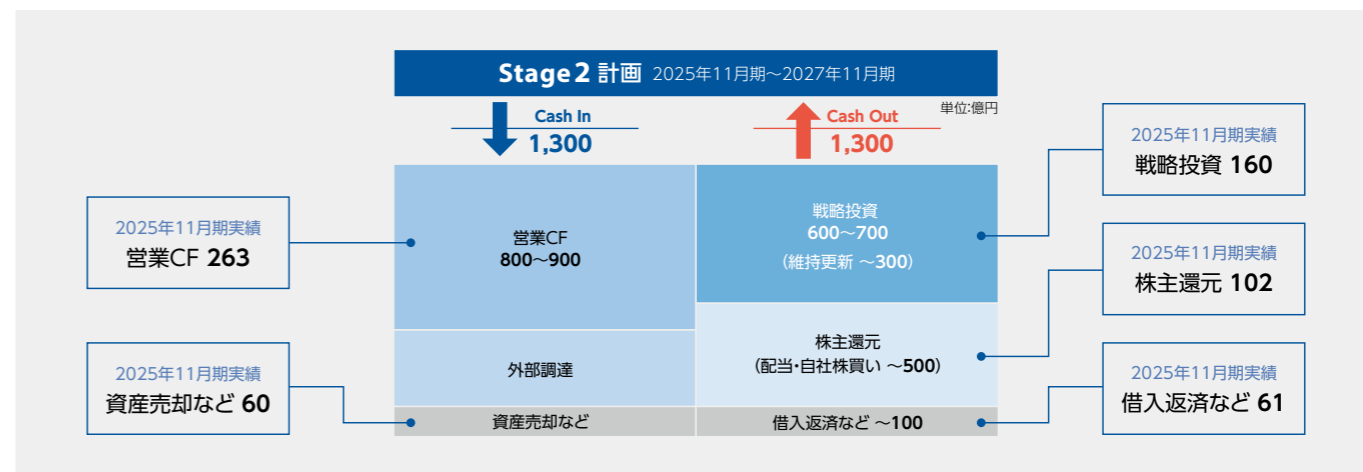 Stage2 計画 2025年11月期～2027年11月期
単位:億円
Cash In
1,300
Cash Out
1,300
2025年11月期実績
営業CF 263
2025年11月期実績
資産売却など 60
営業CF
800～900
外部調達
資産売却など
戦略投資
600～700
(維持更新 ～300)
株主還元
(配当・自社株買い ～500)
借入返済など ～100
2025年11月期実績
戦略投資 160
2025年11月期実績
株主還元 102
2025年11月期実績
借入返済など 61